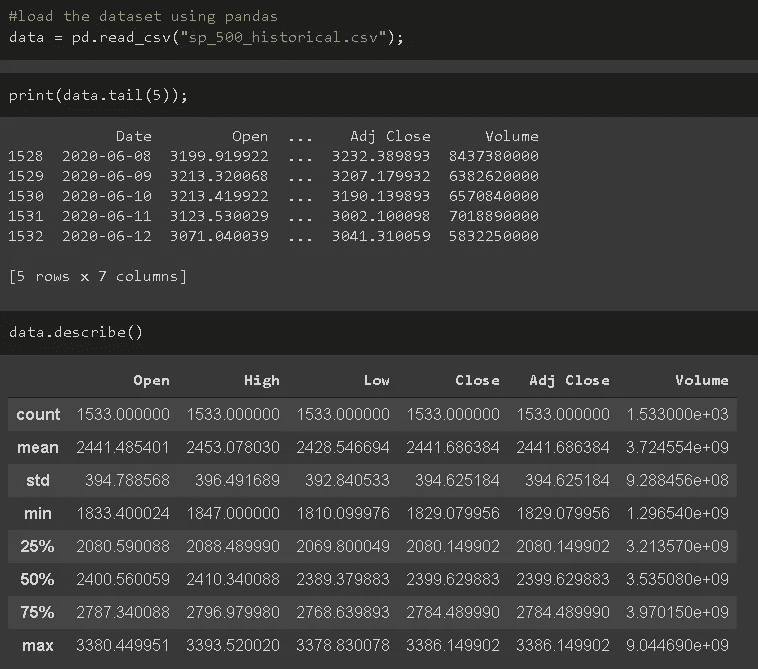 #load the dataset using pandas
data = pd.read_csv("sp_500_historical.csv");
print(data.tail(5));
Date Open ... Adj Close Volume
1528 2020-06-08 3199.919922 ... 3232.389893 8437380000
1529 2020-06-09 3213.320068 ... 3207.179932 6382620000
1530 2020-06-10 3213.419922 ... 3190.139893 6570840000
1531 2020-06-11 3123.530029 ... 3002.100098 7018890000
1532 2020-06-12 3071.040039 ... 3041.310059 5832250000
[5 rows x 7 columns]
data.describe()
Open High Low Close Adj Close Volume
count 1533.000000 1533.000000 1533.000000 1533.000000 1533.000000 1.533000e+03
mean 2441.485401 2453.078030 2428.546694 2441.686384 2441.686384 3.724554e+09
std 394.788568 396.491689 392.840533 394.625184 394.625184 9.288456e+08
min 1833.400024 1847.000000 1810.099976 1829.079956 1829.079956 1.296540e+09
25% 2080.590088 2088.489990 2069.800049 2080.149902 2080.149902 3.213570e+09
50% 2400.560059 2410.340088 2389.379883 2399.629883 2399.629883 3.535080e+09
75% 2787.340088 2796.979980 2768.639893 2784.489990 2784.489990 3.970150e+09
max 3380.449951 3393.520020 3378.830078 3386.149902 3386.149902 9.044690e+09